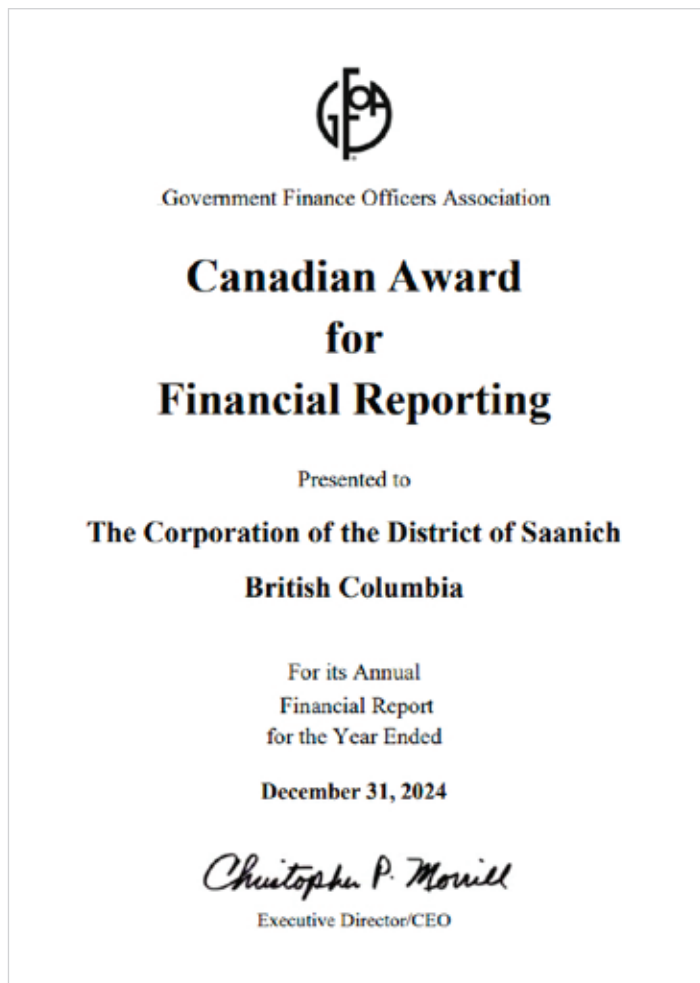 GFOA
Government Finance Officers Association
Canadian Award
for
Financial Reporting
Presented to
The Corporation of the District of Saanich
British Columbia
For its Annual
Financial Report
for the Year Ended
December 31, 2024
Christopher P. Morrill
Executive Director/CEO